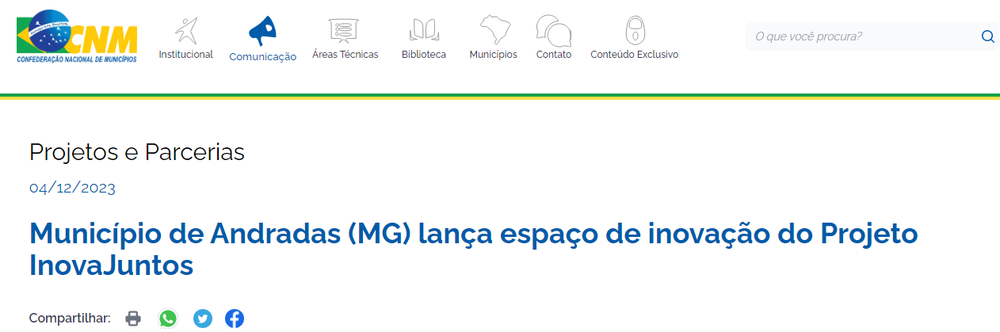 CNM
CONFEDERAÇÃO NACIONAL DE MUNICÍPIOS
Institucional
Comunicação
Áreas Técnicas
Biblioteca
Municípios
Contato
Conteúdo Exclusivo
O que você procura?
Projetos e Parcerias
04/12/2023
Município de Andradas (MG) lança espaço de inovação do Projeto
InovaJuntos
Compartilhar: